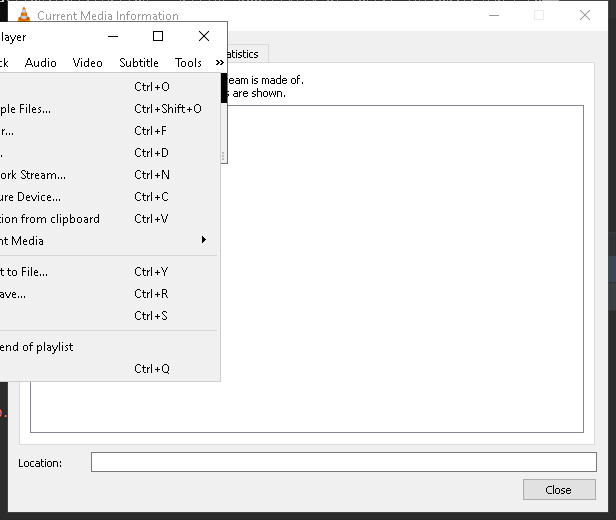 Current Media Information
layer
ck Audio Video Subtitle Tools »
atistics
eam is made of.
s are shown.
Ctrl+O
ple Files... Ctrl+Shift+O
r... Ctrl+F
. Ctrl+D
ork Stream... Ctrl+N
ure Device... Ctrl+C
tion from clipboard Ctrl+V
nt Media
t to File... Ctrl+Y
ave... Ctrl+R
Ctrl+S
end of playlist
Ctrl+Q
Location:
Close